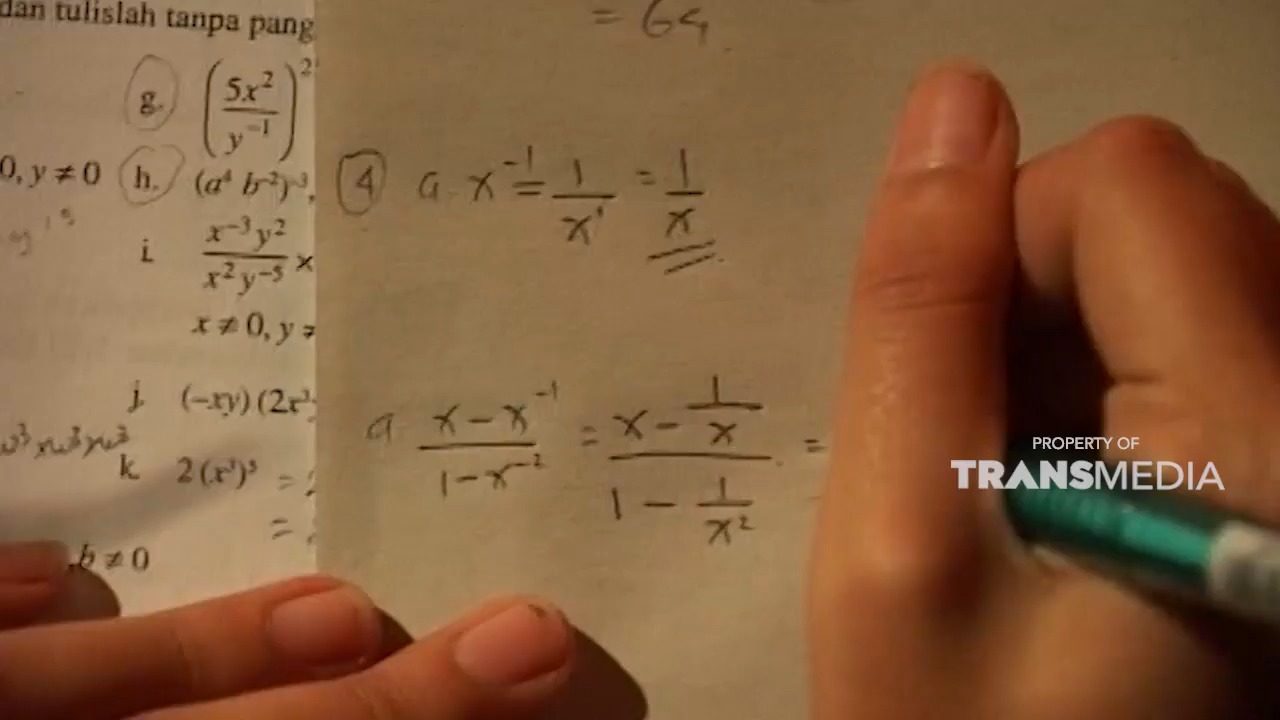 dan tulislah tanpa pang
= 64
g. (5x²/y⁻¹)²
0, y ≠ 0 h. (a⁴ b⁻²)⁻³,
④ a. x⁻¹ = 1/x¹ = 1/x
i. x⁻³y²/x²y⁻⁵ ×
x ≠ 0, y ≠
j. (–xy) (2x³
a x – x⁻¹/1 – x⁻² = x – 1/x/1 – 1/x² =
PROPERTY OF
TRANSMEDIA
k. 2(x³)⁵ =
=
, b ≠ 0